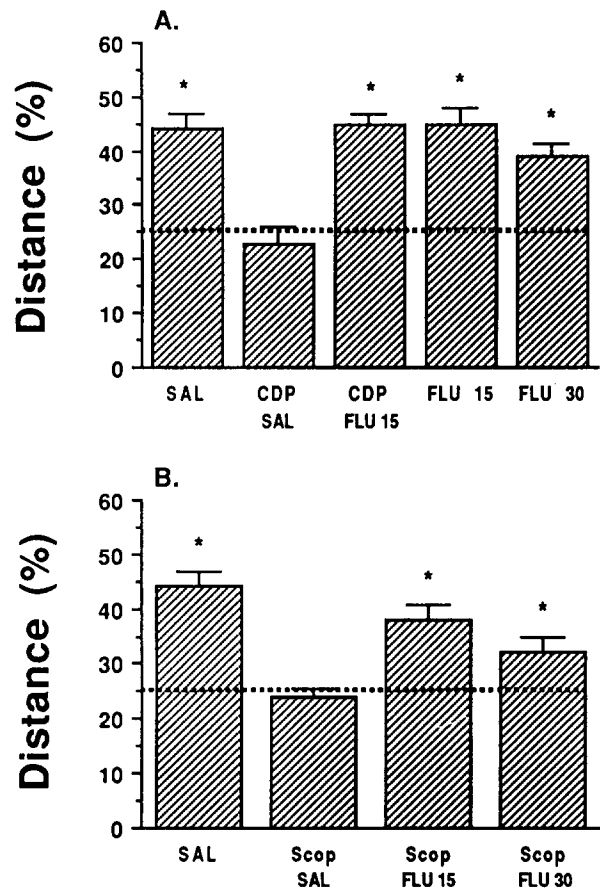 A.
Distance (%)
60
50
40
30
20
10
0
* * * *
SAL CDP CDP FLU 15 FLU 30
SAL FLU 15
B.
Distance (%)
60
50
40
30
20
10
0
* * *
SAL Scop Scop Scop
SAL FLU 15 FLU 30